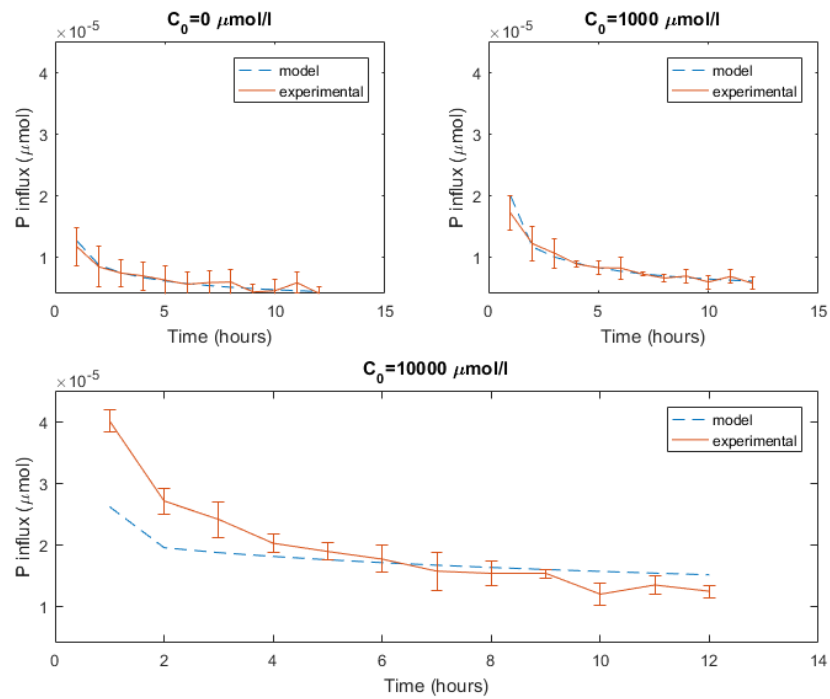 C₀=0 μmol/l
×10⁻⁵
4
3
2
1
P influx (μmol)
model
experimental
0 5 10 15
Time (hours)
C₀=1000 μmol/l
×10⁻⁵
4
3
2
1
P influx (μmol)
model
experimental
0 5 10 15
Time (hours)
C₀=10000 μmol/l
×10⁻⁵
4
3
2
1
P influx (μmol)
model
experimental
0 2 4 6 8 10 12 14
Time (hours)